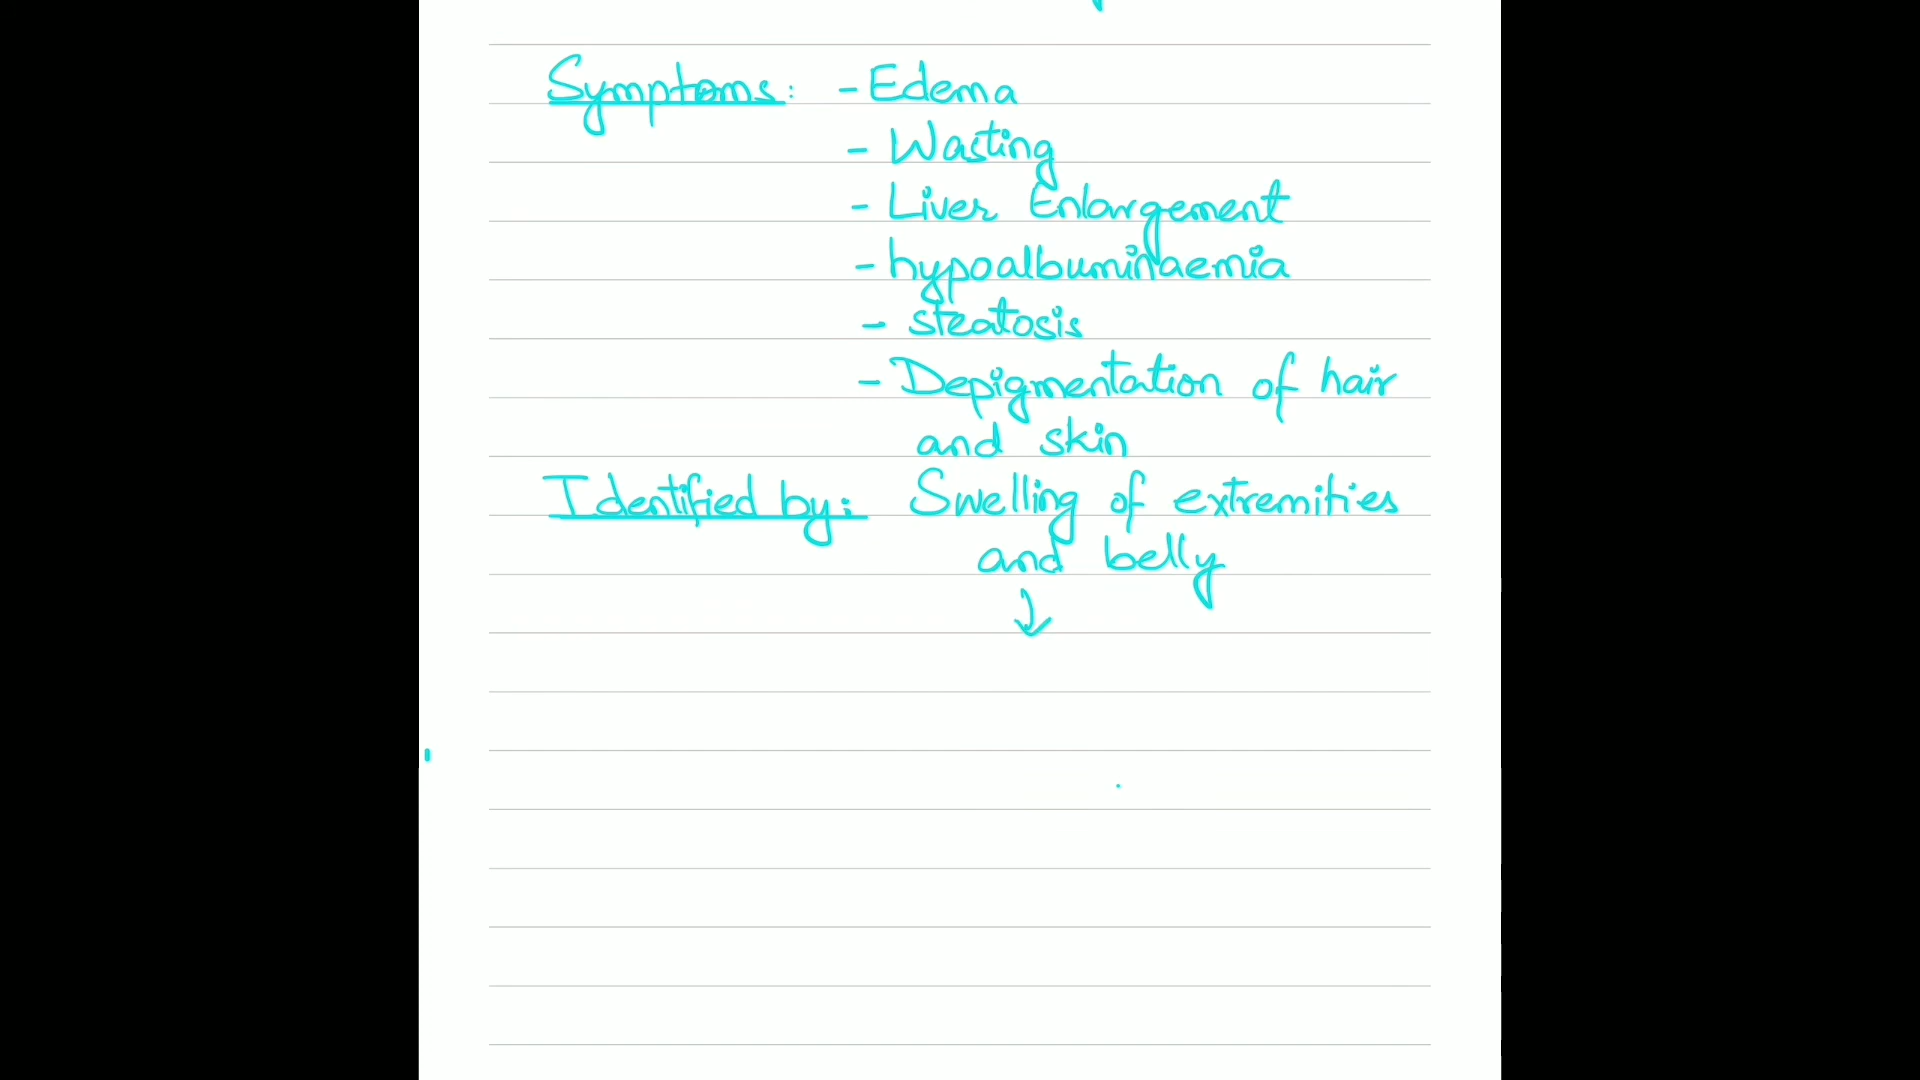 Symptoms: - Edema
- Wasting
- Liver Enlargement
- hypoalbuminaemia
- steatosis
- Depigmentation of hair
and skin
Identified by: Swelling of extremities
and belly
↓